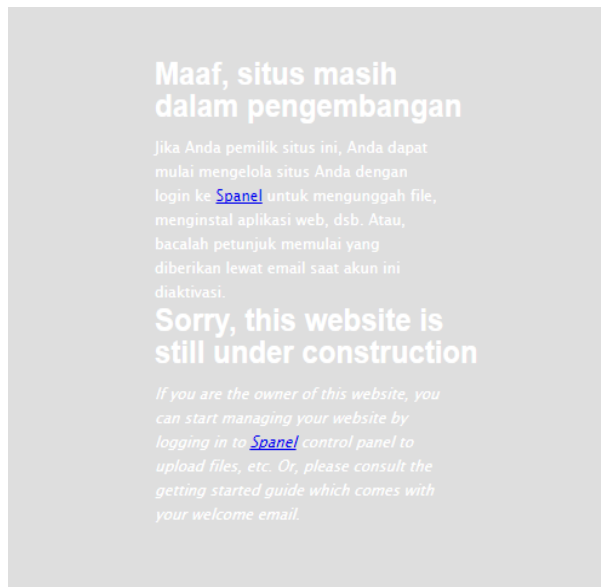 Maaf, situs masih
dalam pengembangan
Jika Anda pemilik situs ini, Anda dapat
mulai mengelola situs Anda dengan
login ke Spanel untuk mengunggah file,
menginstal aplikasi web, dsb. Atau,
bacalah petunjuk memulai yang
diberikan lewat email saat akun ini
diaktivasi.
Sorry, this website is
still under construction
If you are the owner of this website, you
can start managing your website by
logging in to Spanel control panel to
upload files, etc. Or, please consult the
getting started guide which comes with
your welcome email.